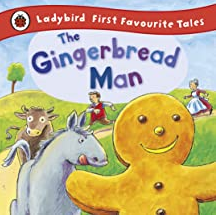 Ladybird First Favourite Tales
The
Gingerbread
Man